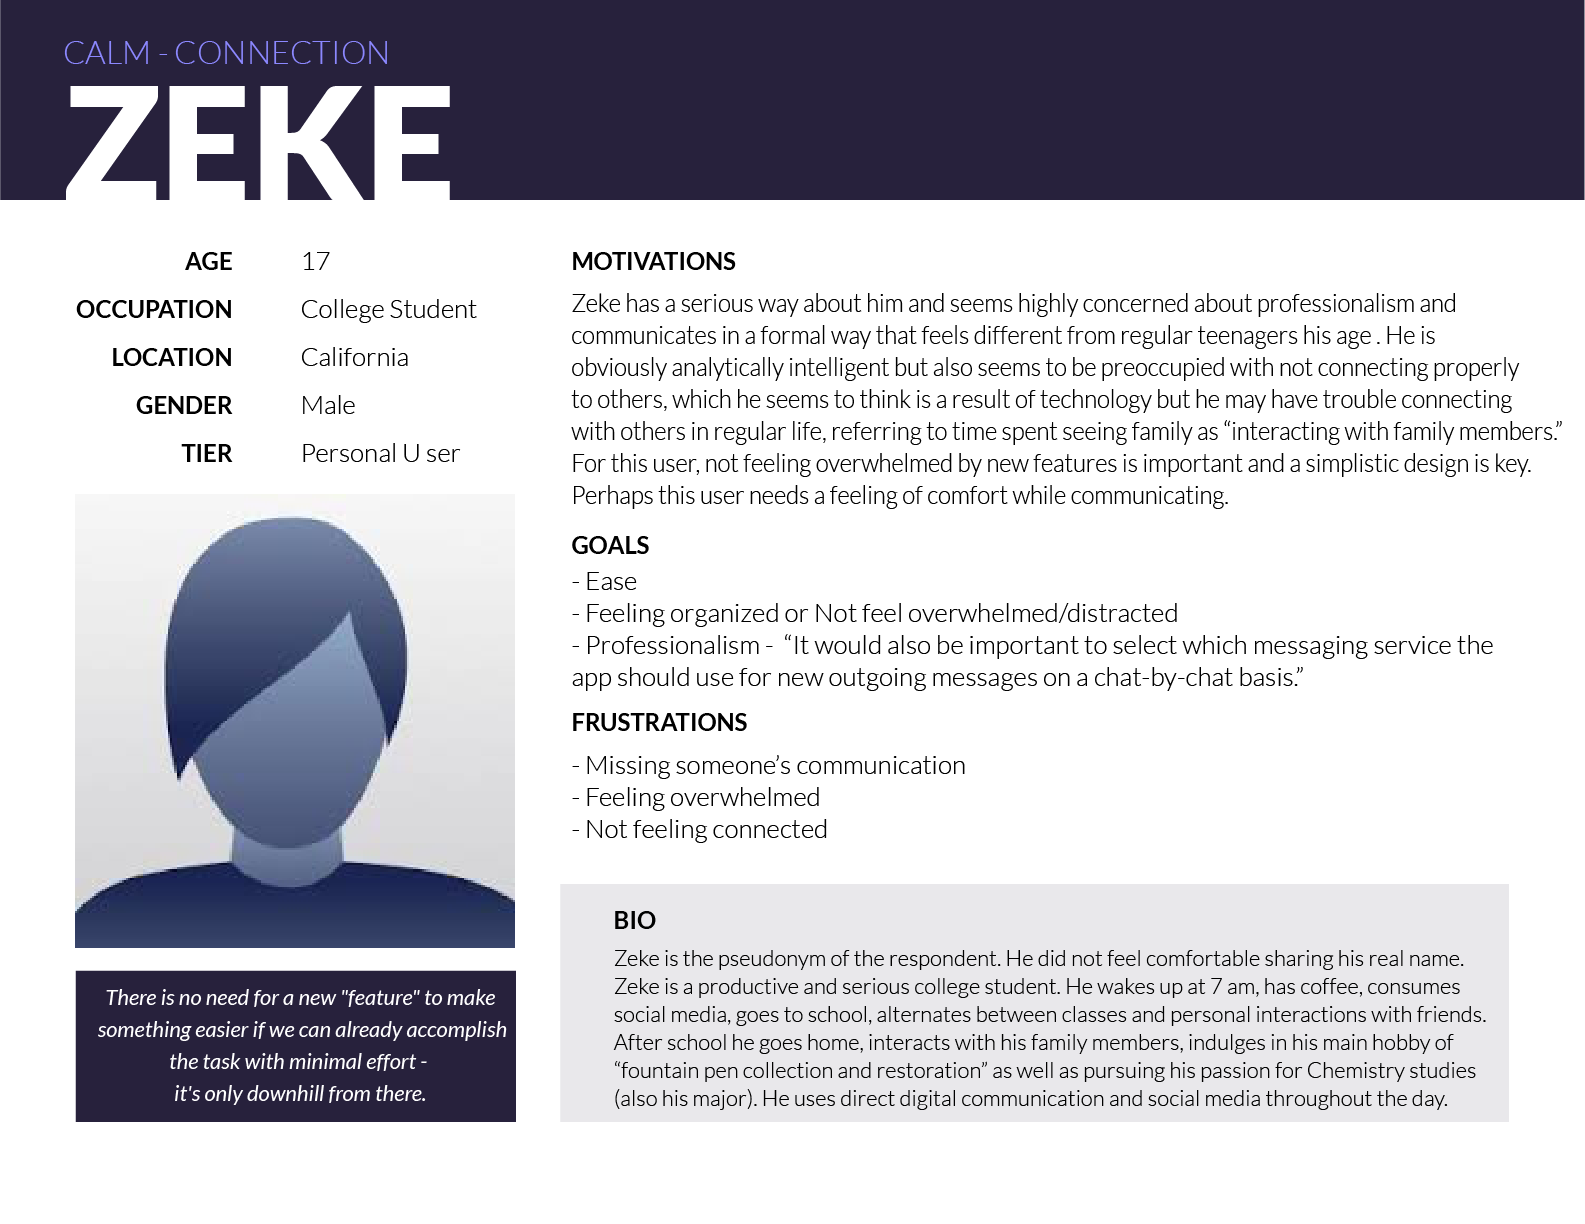 CALM - CONNECTION
ZEKE
AGE 17
OCCUPATION College Student
LOCATION California
GENDER Male
TIER Personal U ser
There is no need for a new "feature" to make
something easier if we can already accomplish
the task with minimal effort -
it's only downhill from there.
MOTIVATIONS
Zeke has a serious way about him and seems highly concerned about professionalism and
communicates in a formal way that feels different from regular teenagers his age . He is
obviously analytically intelligent but also seems to be preoccupied with not connecting properly
to others, which he seems to think is a result of technology but he may have trouble connecting
with others in regular life, referring to time spent seeing family as “interacting with family members.”
For this user, not feeling overwhelmed by new features is important and a simplistic design is key.
Perhaps this user needs a feeling of comfort while communicating.
GOALS
- Ease
- Feeling organized or Not feel overwhelmed/distracted
- Professionalism - “It would also be important to select which messaging service the
app should use for new outgoing messages on a chat-by-chat basis.”
FRUSTRATIONS
- Missing someone’s communication
- Feeling overwhelmed
- Not feeling connected
BIO
Zeke is the pseudonym of the respondent. He did not feel comfortable sharing his real name.
Zeke is a productive and serious college student. He wakes up at 7 am, has coffee, consumes
social media, goes to school, alternates between classes and personal interactions with friends.
After school he goes home, interacts with his family members, indulges in his main hobby of
“fountain pen collection and restoration” as well as pursuing his passion for Chemistry studies
(also his major). He uses direct digital communication and social media throughout the day.